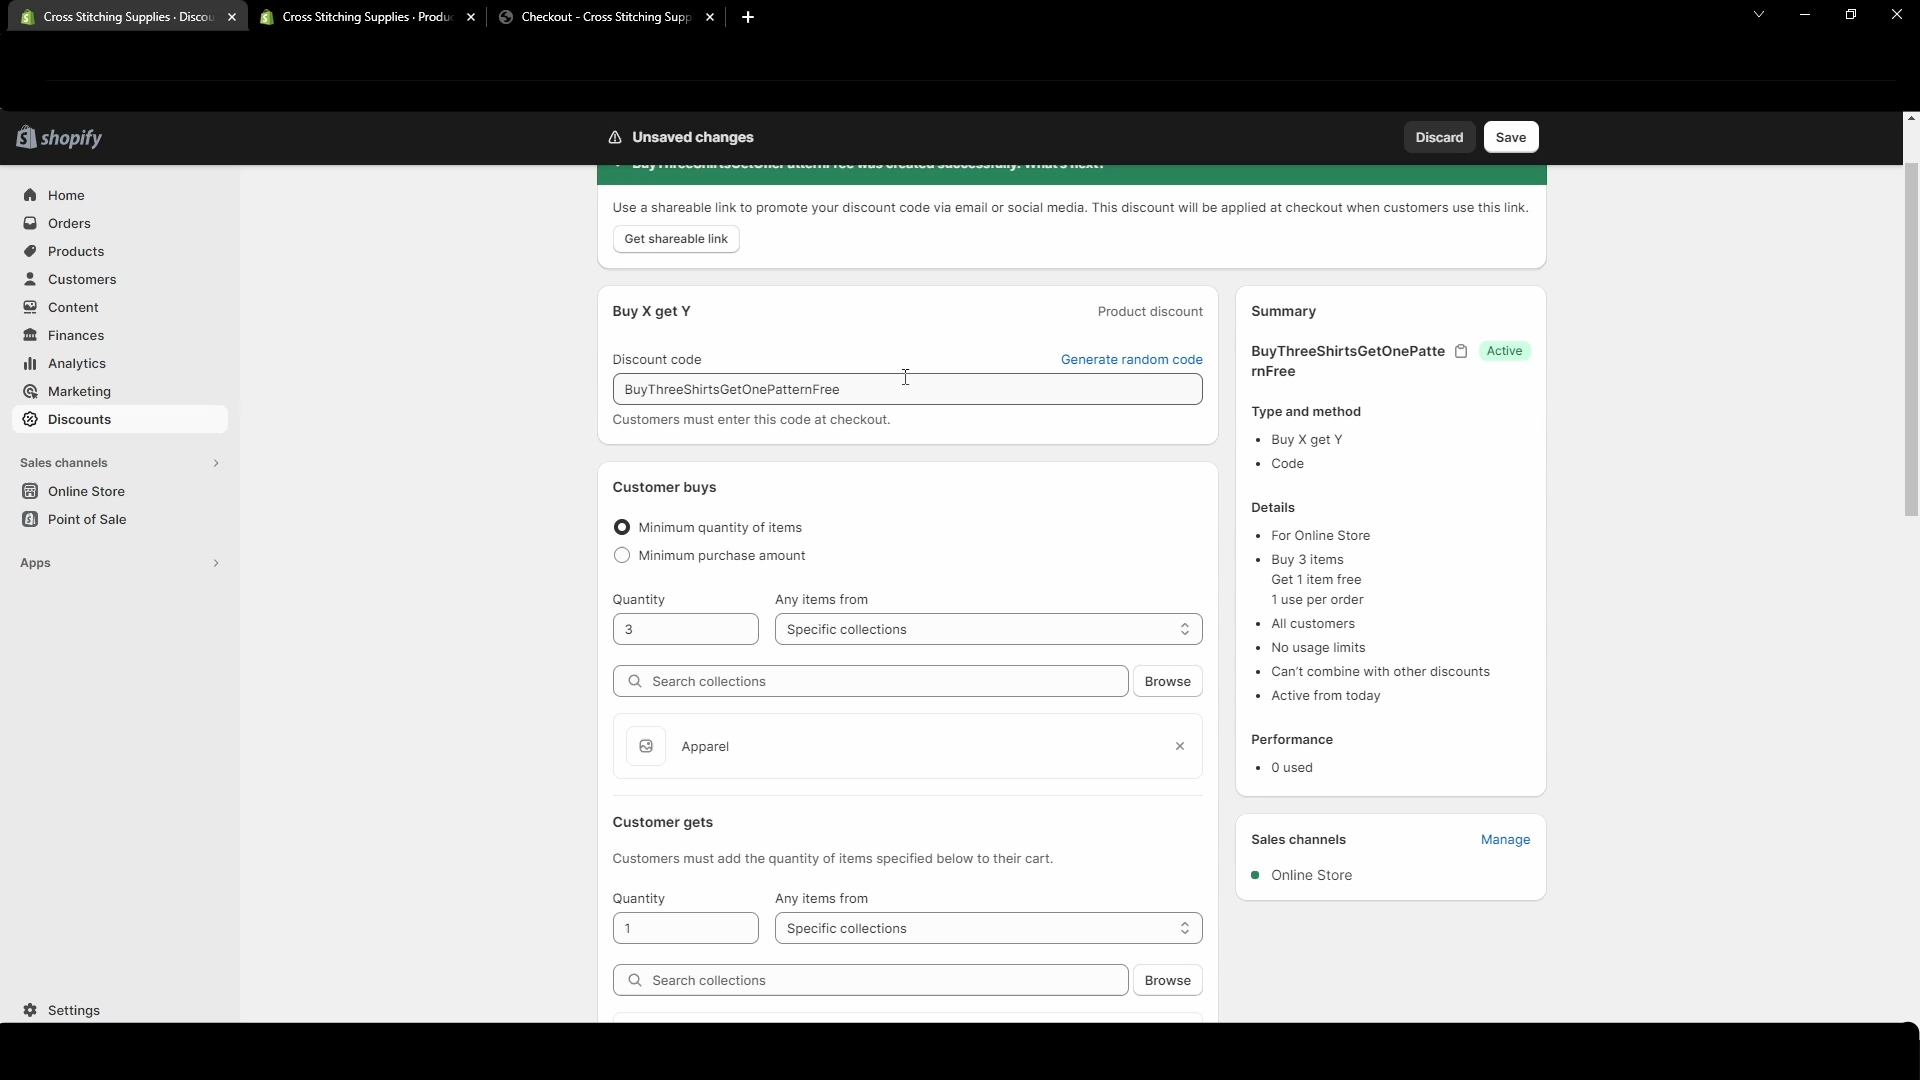 Cross Stitching Supplies · Discou
Cross Stitching Supplies · Produc
Checkout - Cross Stitching Supp
shopify
Unsaved changes
Discard
Save
Home
Orders
Products
Customers
Content
Finances
Analytics
Marketing
Discounts
Sales channels
Online Store
Point of Sale
Apps
Settings
BuyThreeShirtsGetOnePatternFree was created successfully. What's next?
Use a shareable link to promote your discount code via email or social media. This discount will be applied at checkout when customers use this link.
Get shareable link
Buy X get Y
Product discount
Discount code
Generate random code
BuyThreeShirtsGetOnePatternFree
Customers must enter this code at checkout.
Customer buys
Minimum quantity of items
Minimum purchase amount
Quantity
Any items from
3
Specific collections
Search collections
Browse
Apparel
Customer gets
Customers must add the quantity of items specified below to their cart.
Quantity
Any items from
1
Specific collections
Search collections
Browse
Summary
BuyThreeShirtsGetOnePatte
rnFree
Active
Type and method
• Buy X get Y
• Code
Details
• For Online Store
• Buy 3 items
Get 1 item free
1 use per order
• All customers
• No usage limits
• Can't combine with other discounts
• Active from today
Performance
• 0 used
Sales channels
Manage
Online Store